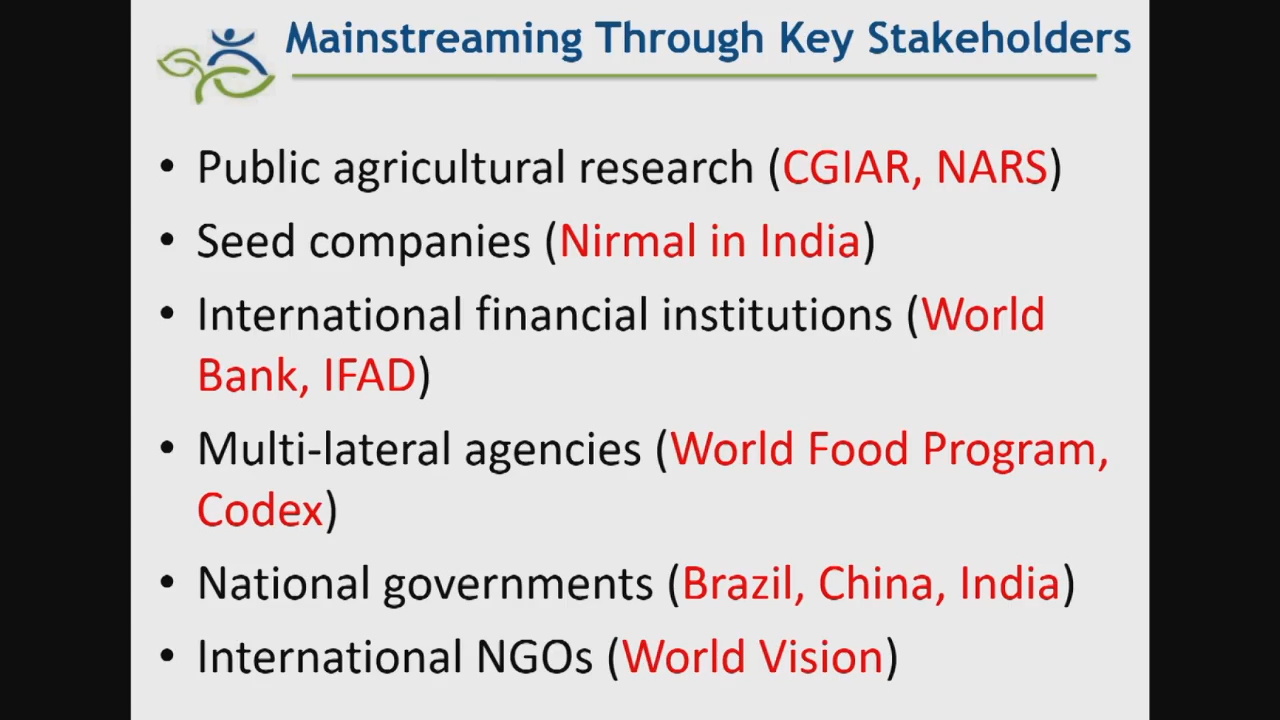 Mainstreaming Through Key Stakeholders
• Public agricultural research (CGIAR, NARS)
• Seed companies (Nirmal in India)
• International financial institutions (World
Bank, IFAD)
• Multi-lateral agencies (World Food Program,
Codex)
• National governments (Brazil, China, India)
• International NGOs (World Vision)